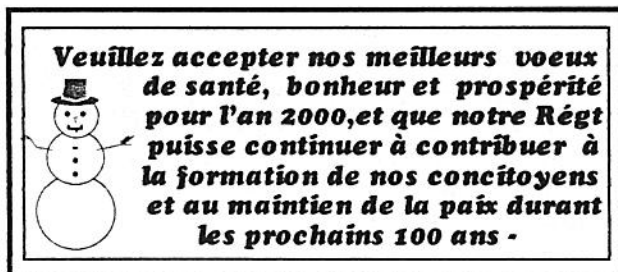 Veuillez accepter nos meilleurs voeux
de santé, bonheur et prospérité
pour l'an 2000,et que notre Régt
puisse continuer à contribuer à
la formation de nos concitoyens
et au maintien de la paix durant
les prochains 100 ans -